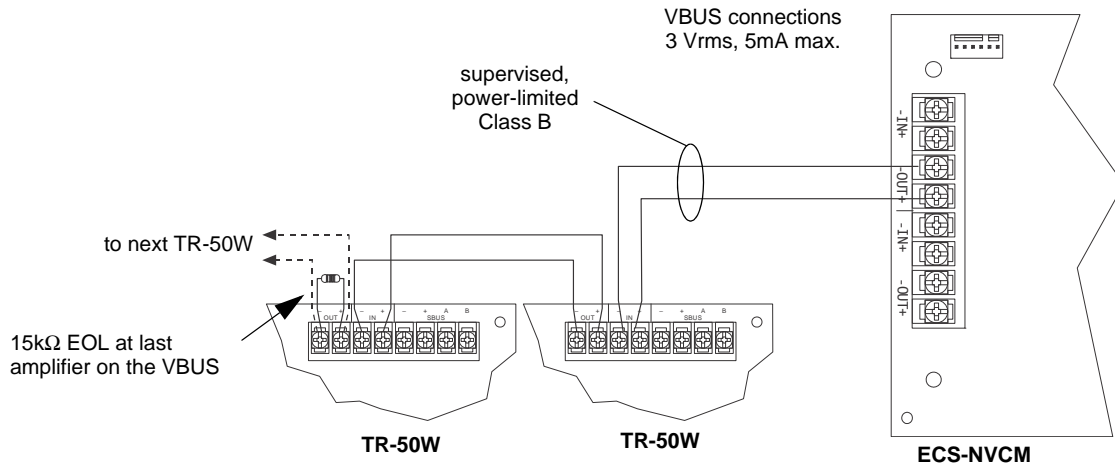 VBUS connections
3 Vrms, 5mA max.
supervised,
power-limited
Class B
-IN+
-OUT+
-IN+
-OUT+
to next TR-50W
15kΩ EOL at last
amplifier on the VBUS
– + – + – + A B
OUT IN SBUS
– + – + – + A B
OUT IN SBUS
TR-50W
TR-50W
ECS-NVCM